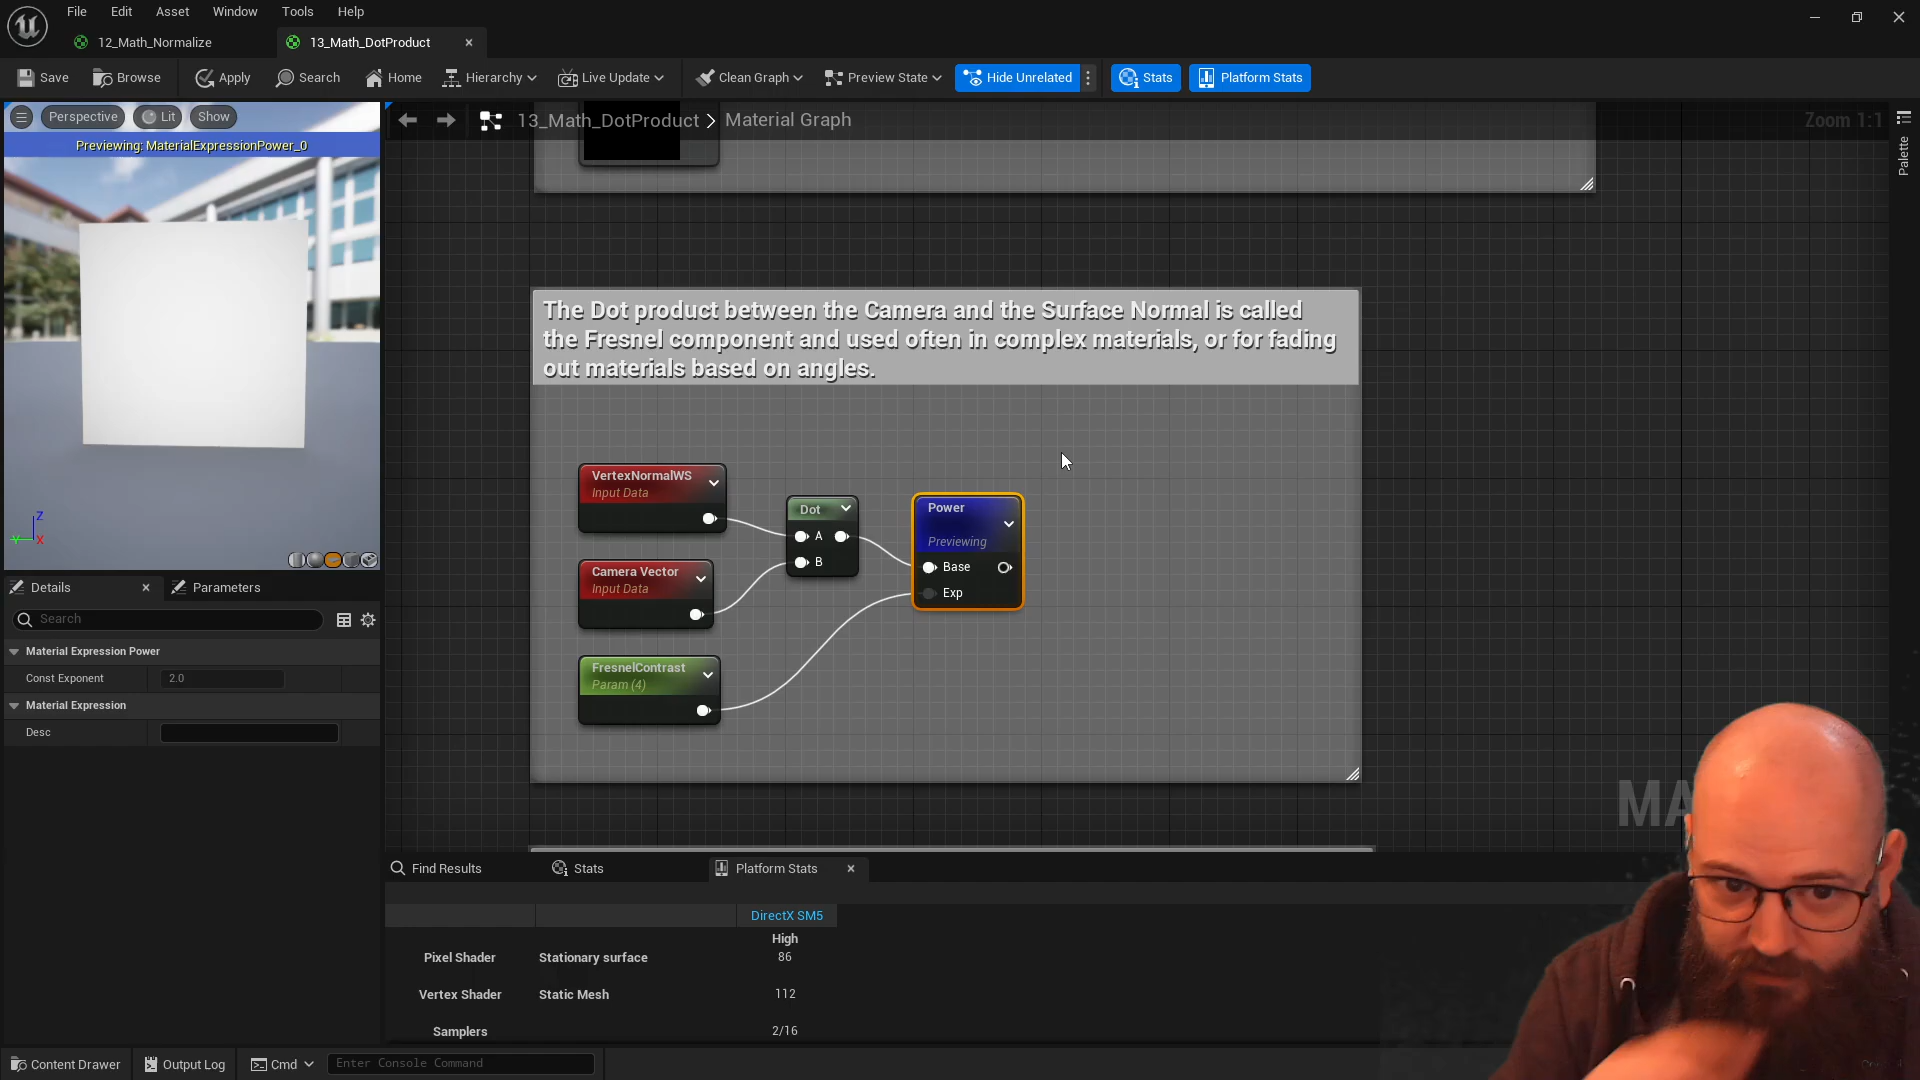 File Edit Asset Window Tools Help
12_Math_Normalize 13_Math_DotProduct
Save Browse Apply Search Home Hierarchy Live Update Clean Graph Preview State Hide Unrelated Stats Platform Stats
Perspective Lit Show
13_Math_DotProduct > Material Graph
Zoom 1:1
Palette
Previewing: MaterialExpressionPower_0
The Dot product between the Camera and the Surface Normal is called
the Fresnel component and used often in complex materials, or for fading
out materials based on angles.
VertexNormalWS
Input Data
Dot
A
B
Power
Previewing
Base
Exp
Camera Vector
Input Data
FresnelContrast
Param (4)
Z
Y
X
Details Parameters
Search
Material Expression Power
Const Exponent 2.0
Material Expression
Desc
Find Results Stats Platform Stats
DirectX SM5
High
Pixel Shader Stationary surface 86
Vertex Shader Static Mesh 112
Samplers 2/16
Content Drawer Output Log Cmd Enter Console Command